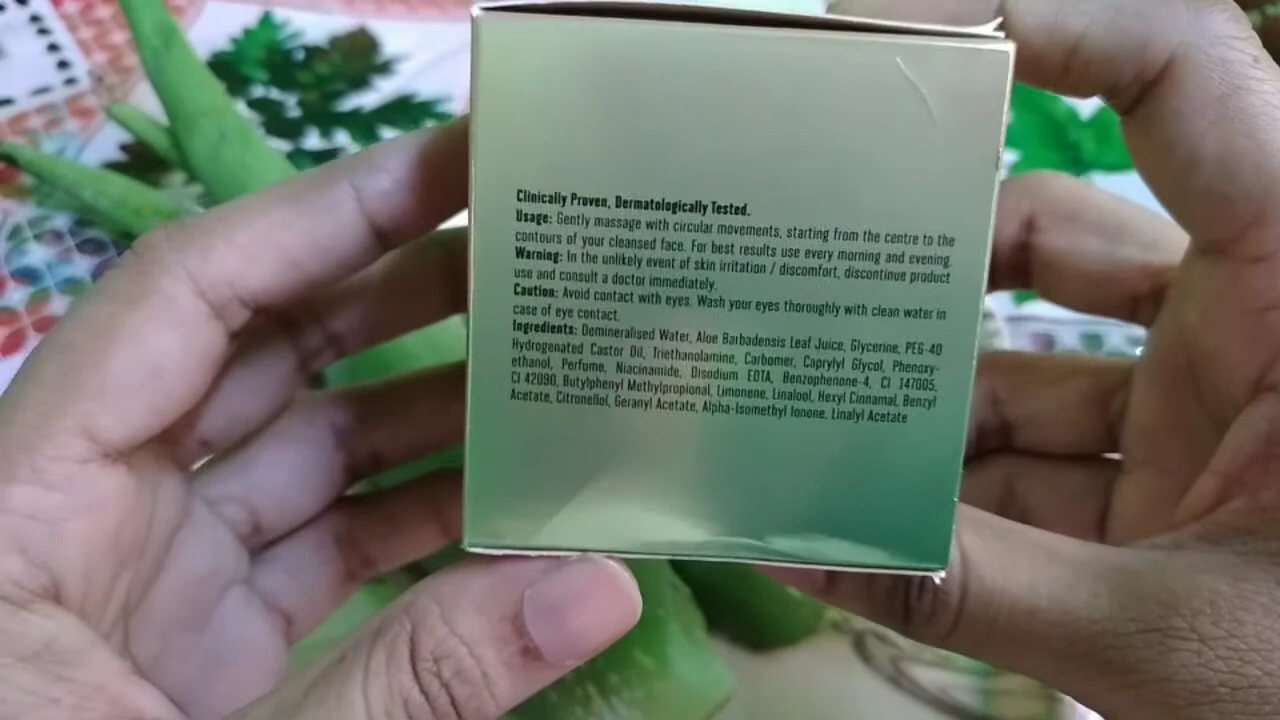 Clinically Proven, Dermatologically Tested.
Usage: Gently massage with circular movements, starting from the centre to the
contours of your cleansed face. For best results use every morning and evening.
Warning: In the unlikely event of skin irritation / discomfort, discontinue product
use and consult a doctor immediately.
Caution: Avoid contact with eyes. Wash your eyes thoroughly with clean water in
case of eye contact.
Ingredients: Demineralised Water, Aloe Barbadensis Leaf Juice, Glycerine, PEG-40
Hydrogenated Castor Oil, Triethanolamine, Carbomer, Caprylyl Glycol, Phenoxy-
ethanol, Perfume, Niacinamide, Disodium EDTA, Benzophenone-4, CI 147005,
CI 42090, Butylphenyl Methylpropional, Limonene, Linalool, Hexyl Cinnamal, Benzyl
Acetate, Citronellol, Geranyl Acetate, Alpha-Isomethyl Ionone, Linalyl Acetate